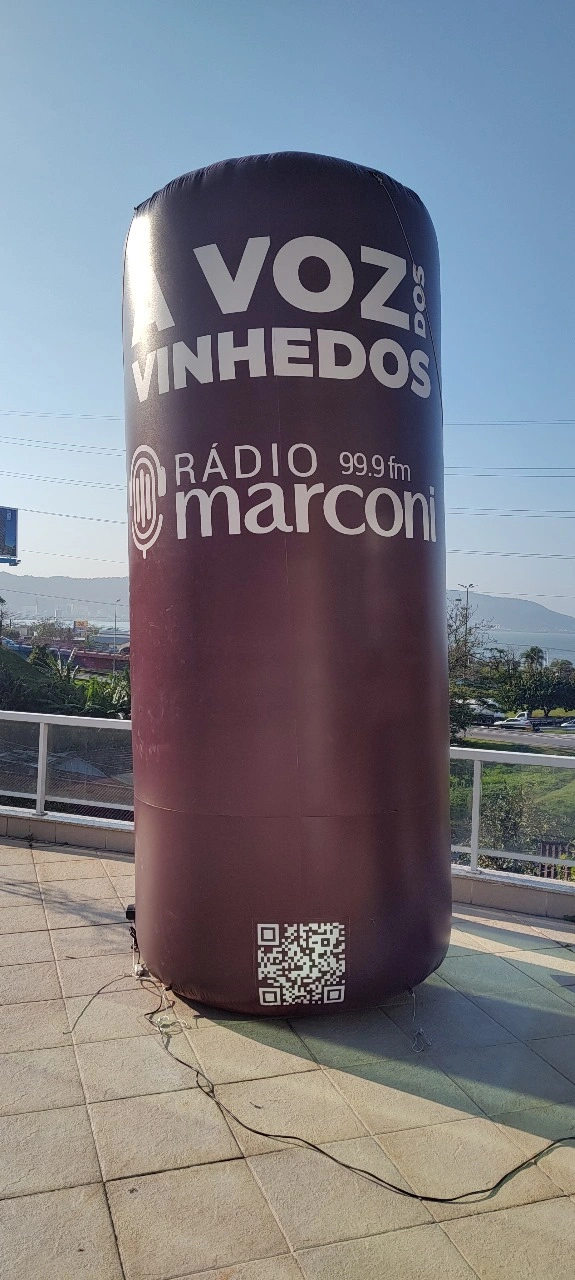 A VOZ DOS
VINHEDOS
RÁDIO 99.9 fm
marconi